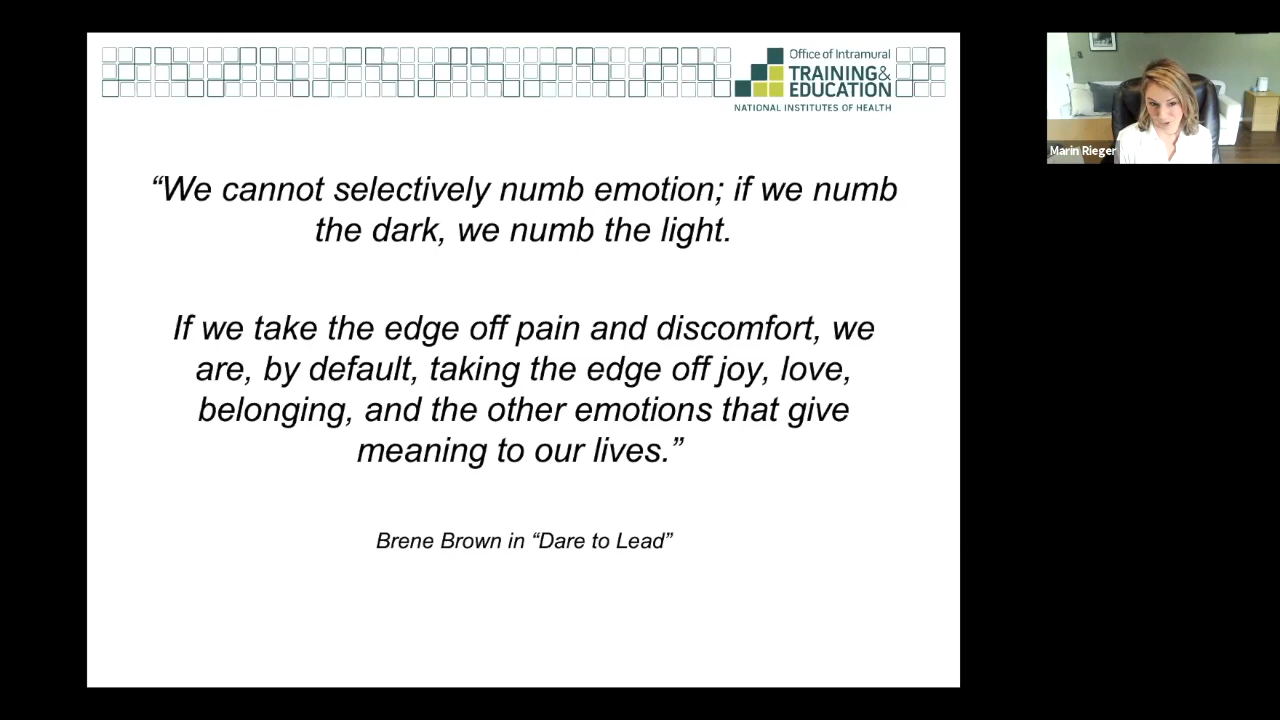 Office of Intramural
TRAINING&
EDUCATION
NATIONAL INSTITUTES OF HEALTH
Marin Rieger
“We cannot selectively numb emotion; if we numb
the dark, we numb the light.
If we take the edge off pain and discomfort, we
are, by default, taking the edge off joy, love,
belonging, and the other emotions that give
meaning to our lives.”
Brene Brown in “Dare to Lead”